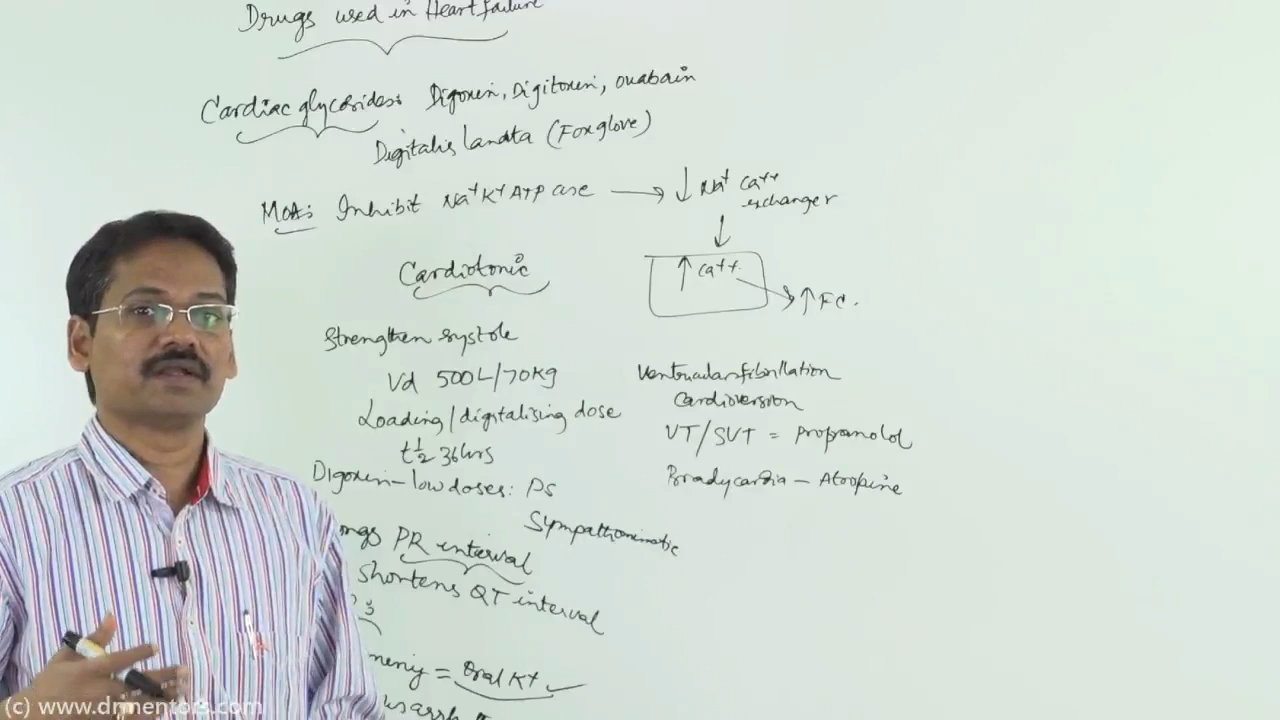 Drugs used in Heart failure
Cardiac glycosides: Digoxin, Digitoxin, ouabain
Digitalis lanata (Foxglove)
MOA: Inhibit Na+K+ATPase → ↓ Na+ Ca++
exchanger
↓
Cardiotonic
↑ Ca++. → ↑ FC.
Strengthen systole
Vd 500L/70Kg
Loading/digitalising dose
t½ 36hrs
Digoxin-low doses: PS
Sympathomimetic
PR interval
Shortens QT interval
= Oral K+ ✓
Ventricular fibrillation
Cardioversion
VT/SVT = Propranolol
Bradycardia - Atropine
(c) www.drmentors.com